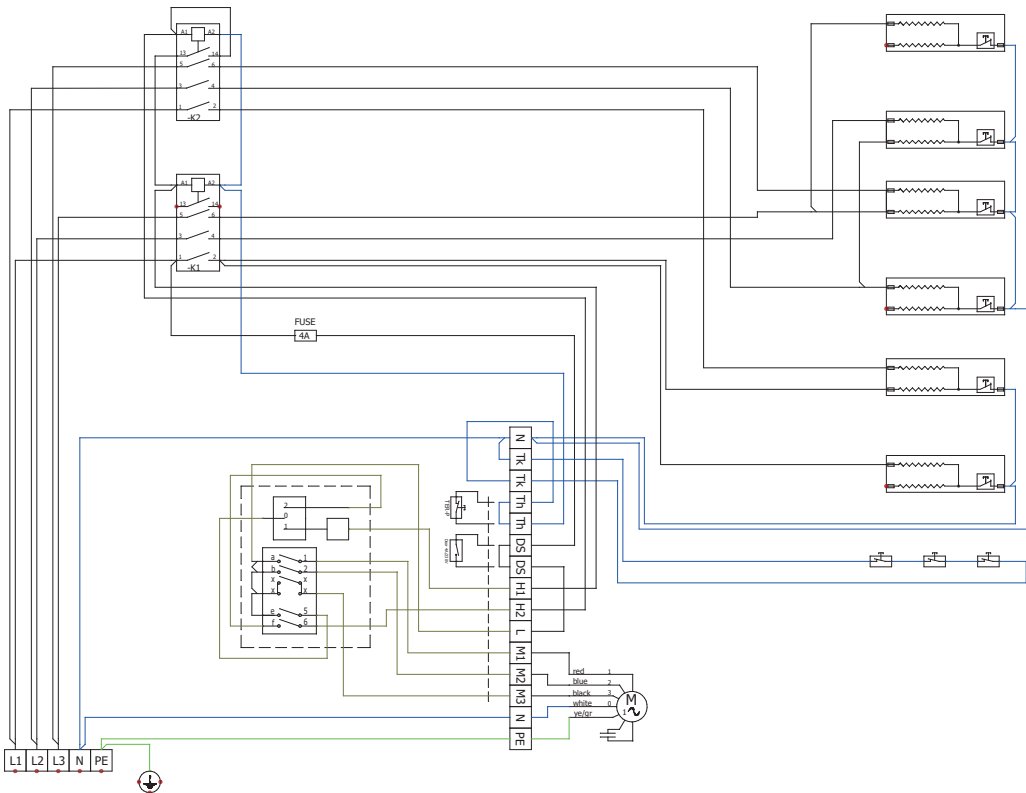 A1 A2
13 14
5 6
3 4
1 2
-K2
A1 A2
13 14
5 6
3 4
1 2
-K1
FUSE
4A
N
Tk
Tk
Th
Th
DS
DS
H1
H2
L
M1
M2
M3
N
PE
2
0
1
a 1
b 2
x x
x x
e 5
f 6
red 1
blue 2
black 3
white 0
ye/gr
M
1
L1 L2 L3 N PE